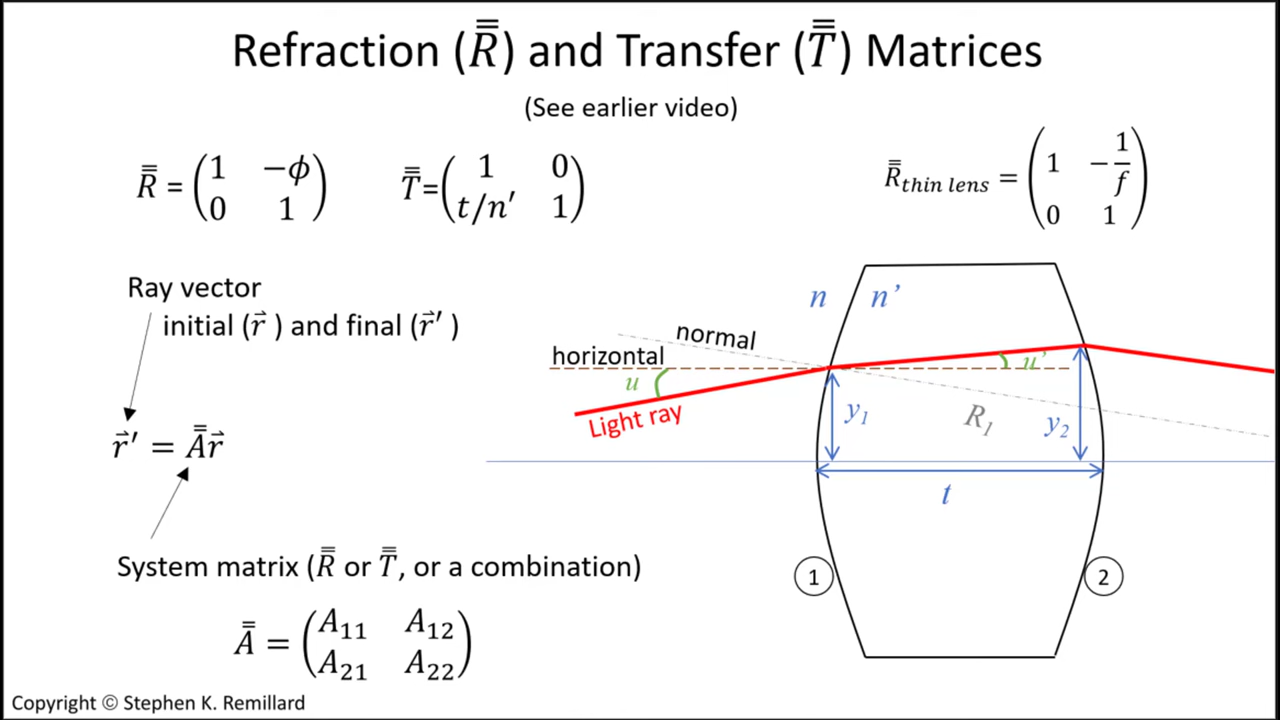 Refraction (R̿) and Transfer (T̿) Matrices
(See earlier video)
R̿ = (1 −ϕ
0 1)
T̿=(1 0
t/n′ 1)
R̿thin lens = (1 −1/f
0 1)
Ray vector
initial (r⃗ ) and final (r⃗ ′ )
r⃗ ′ = A̿r⃗
System matrix (R̿ or T̿, or a combination)
A̿ = (A11 A12
A21 A22)
n n’
normal
horizontal
u
u’
Light ray
y1
R1
y2
t
1
2
Copyright © Stephen K. Remillard